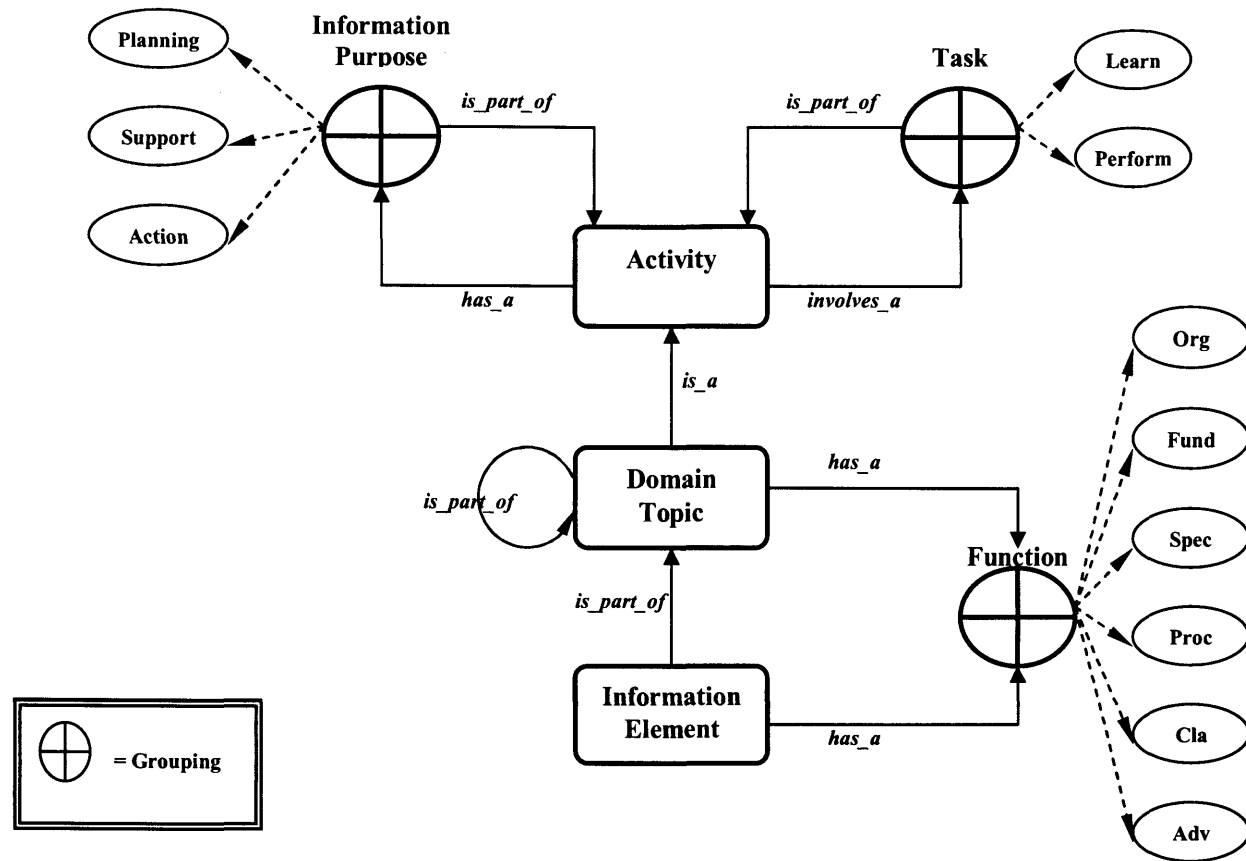 Information
Purpose
Task
Planning
Support
Action
Learn
Perform
is_part_of
is_part_of
Activity
has_a
involves_a
is_a
Domain
Topic
is_part_of
has_a
Function
is_part_of
Information
Element
has_a
Org
Fund
Spec
Proc
Cla
Adv
= Grouping